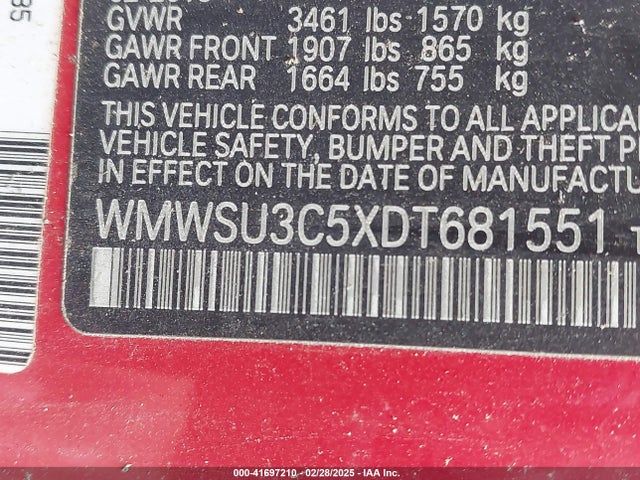 GVWR 3461 lbs 1570 kg
GAWR FRONT 1907 lbs 865 kg
GAWR REAR 1664 lbs 755 kg
THIS VEHICLE CONFORMS TO ALL APPLICA
VEHICLE SAFETY, BUMPER AND THEFT P
IN EFFECT ON THE DATE OF MANUFACTU
WMWSU3C5XDT681551
000-41697210 - 02/28/2025 - IAA Inc.